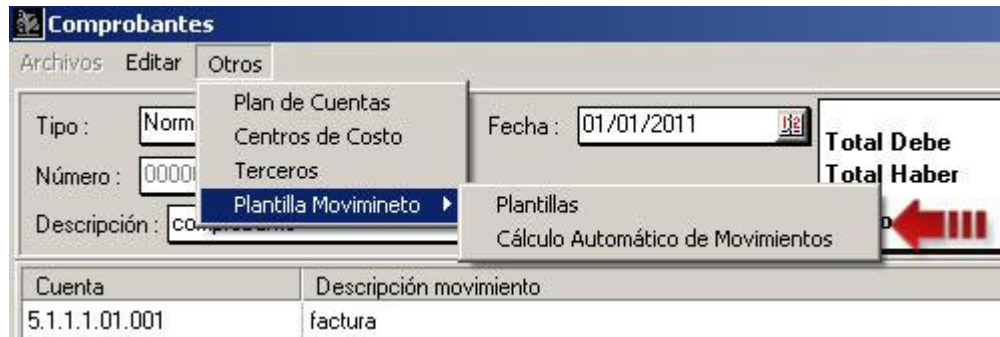 Comprobantes
Archivos Editar Otros
Plan de Cuentas
Centros de Costo
Terceros
Plantilla Movimineto
Plantillas
Cálculo Automático de Movimientos
Tipo : Norm
Fecha : 01/01/2011
Total Debe
Número : 0000
Total Haber
Descripción :
Cuenta Descripción movimiento
5.1.1.1.01.001 factura